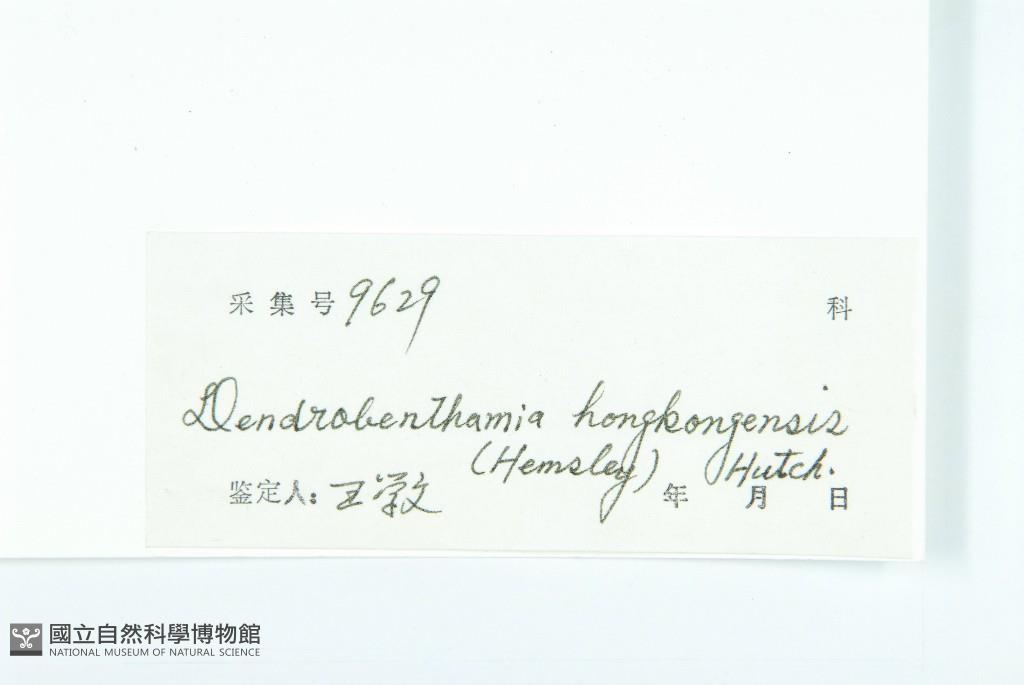 采集号 9629 科
Dendrobenthamia hongkongensis
(Hemsley) Hutch.
鉴定人: 王学文 年 月 日
國立自然科學博物館
NATIONAL MUSEUM OF NATURAL SCIENCE